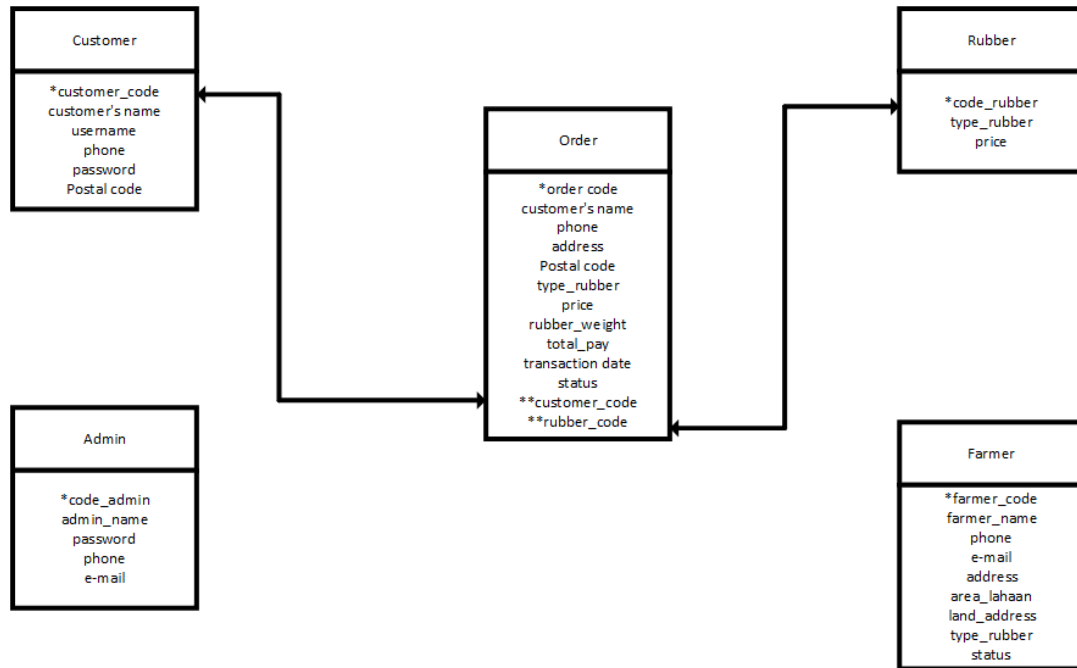 Customer
*customer_code
customer's name
username
phone
password
Postal code
Order
*order code
customer's name
phone
address
Postal code
type_rubber
price
rubber_weight
total_pay
transaction date
status
**customer_code
**rubber_code
Rubber
*code_rubber
type_rubber
price
Admin
*code_admin
admin_name
password
phone
e-mail
Farmer
*farmer_code
farmer_name
phone
e-mail
address
area_lahaan
land_address
type_rubber
status